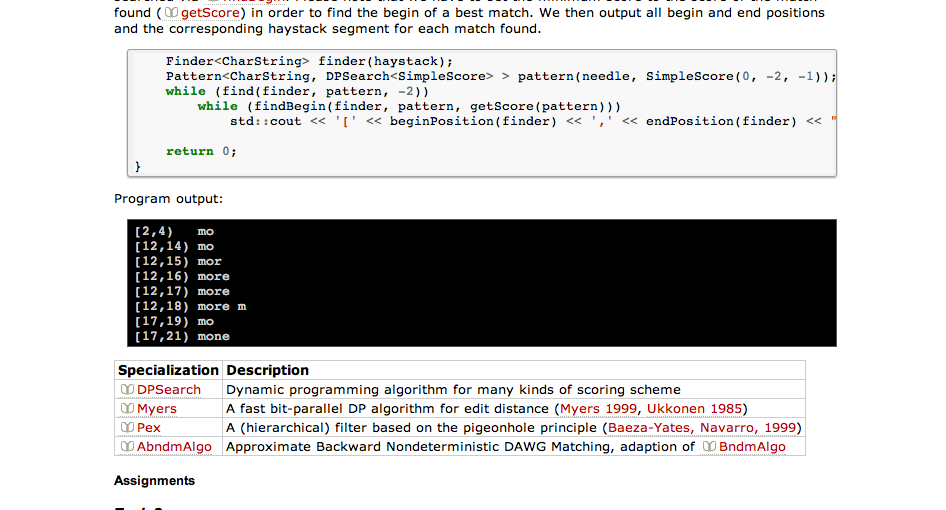 found (getScore) in order to find the begin of a best match. We then output all begin and end positions
and the corresponding haystack segment for each match found.
Finder<CharString> finder(haystack);
Pattern<CharString, DPSearch<SimpleScore> > pattern(needle, SimpleScore(0, -2, -1));
while (find(finder, pattern, -2))
while (findBegin(finder, pattern, getScore(pattern)))
std::cout << '[' << beginPosition(finder) << ',' << endPosition(finder) << "
return 0;
}
Program output:
[2,4) mo
[12,14) mo
[12,15) mor
[12,16) more
[12,17) more
[12,18) more m
[17,19) mo
[17,21) mone
Specialization Description
DPSearch Dynamic programming algorithm for many kinds of scoring scheme
Myers A fast bit-parallel DP algorithm for edit distance (Myers 1999, Ukkonen 1985)
Pex A (hierarchical) filter based on the pigeonhole principle (Baeza-Yates, Navarro, 1999)
AbndmAlgo Approximate Backward Nondeterministic DAWG Matching, adaption of BndmAlgo
Assignments